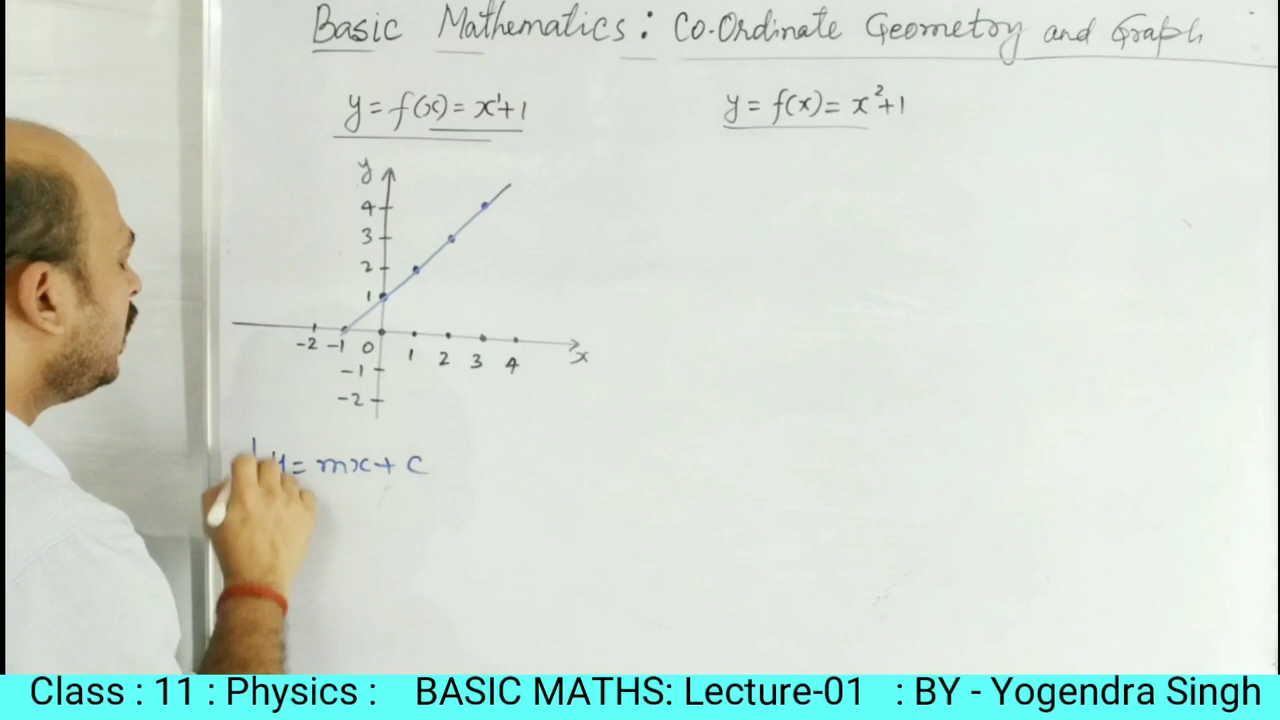 Basic Mathematics: Co-Ordinate Geometry and Graph
y = f(x) = x¹+1
y = f(x) = x²+1
y
4
3
2
1
-2 -1 0 1 2 3 4 x
-1
-2
y = mx + c
Class : 11 : Physics : BASIC MATHS: Lecture-01 : BY - Yogendra Singh